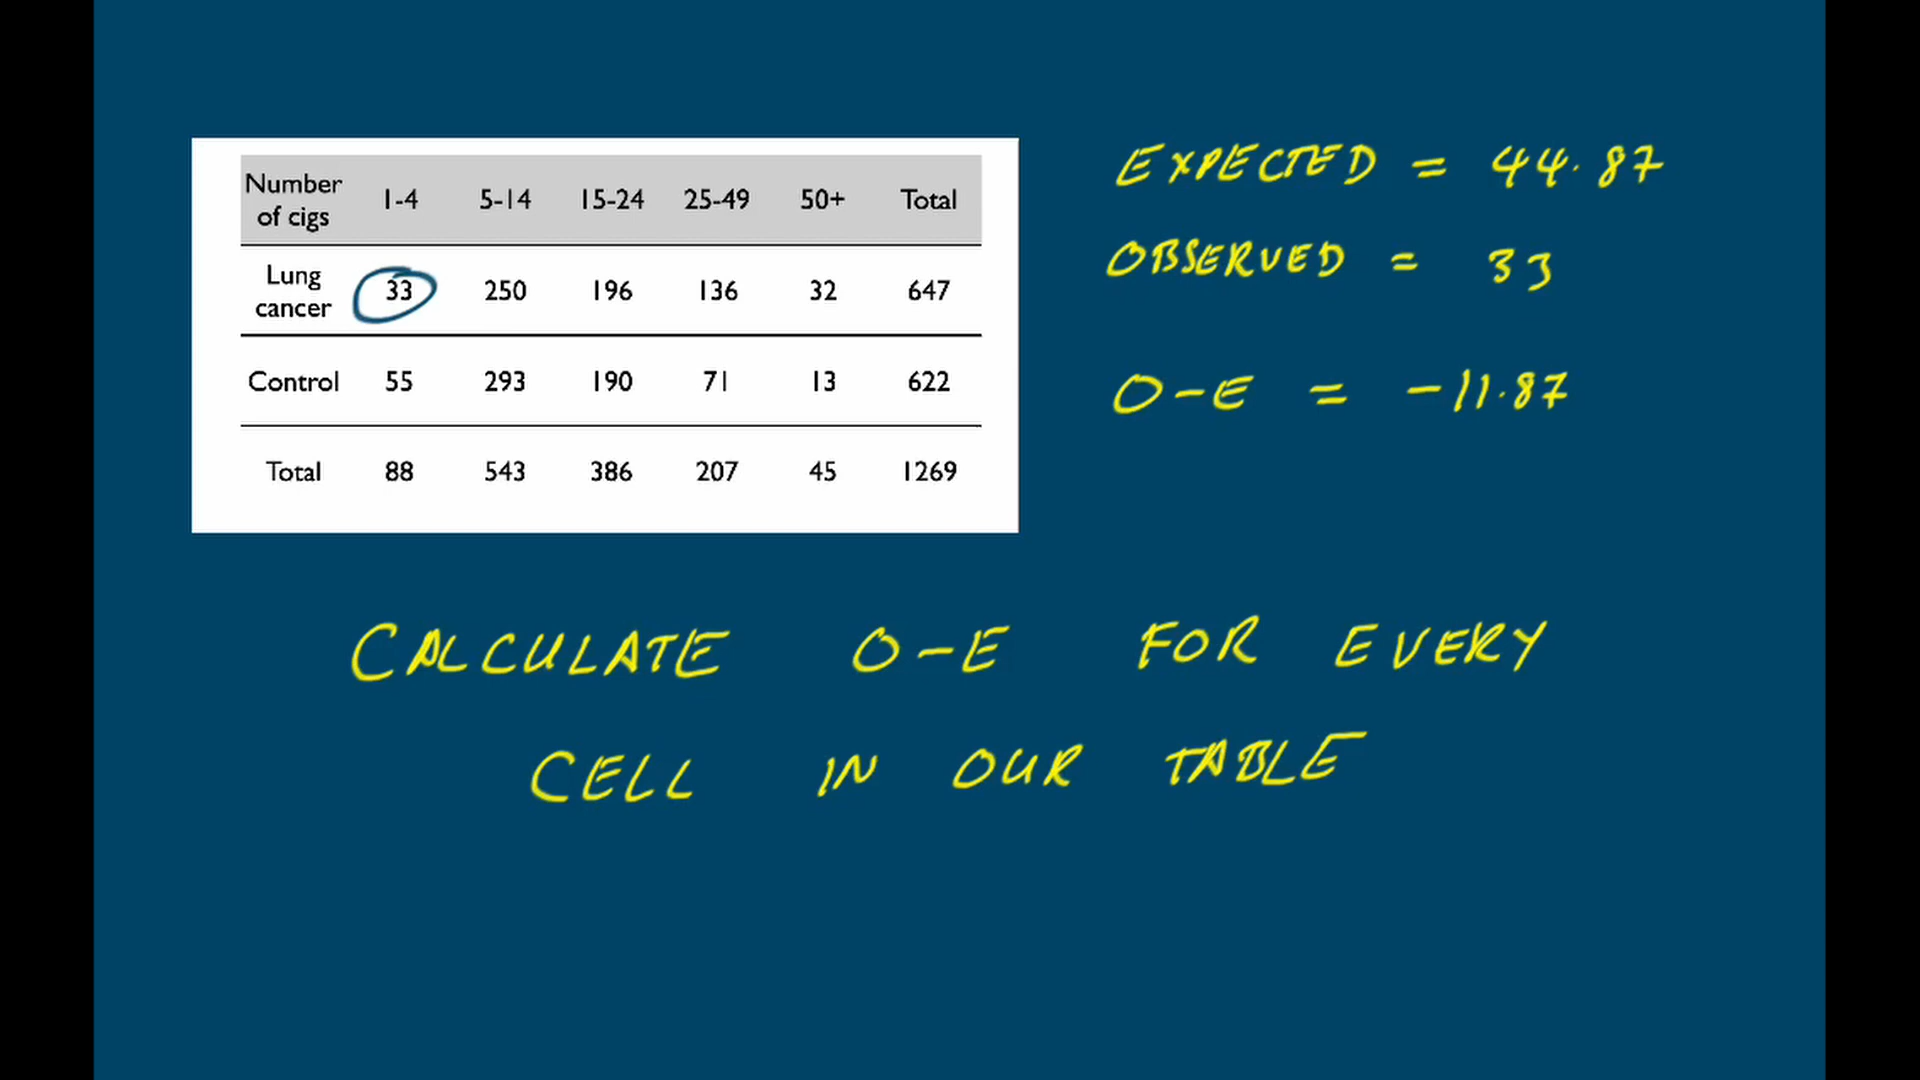 Number of cigs 1-4 5-14 15-24 25-49 50+ Total
Lung cancer 33 250 196 136 32 647
Control 55 293 190 71 13 622
Total 88 543 386 207 45 1269
EXPECTED = 44.87
OBSERVED = 33
O-E = -11.87
CALCULATE O-E FOR EVERY
CELL IN OUR TABLE